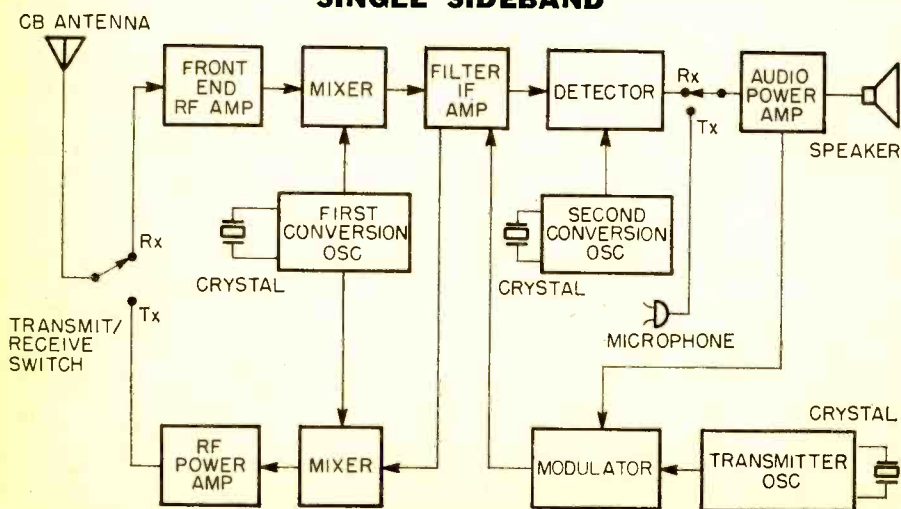 SINGLE SIDEBAND
CB ANTENNA
FRONT
END
RF AMP
MIXER
FILTER
IF
AMP
DETECTOR
Rx
Tx
AUDIO
POWER
AMP
SPEAKER
FIRST
CONVERSION
OSC
CRYSTAL
SECOND
CONVERSION
OSC
CRYSTAL
Rx
Tx
TRANSMIT/
RECEIVE
SWITCH
MICROPHONE
RF
POWER
AMP
MIXER
MODULATOR
TRANSMITTER
OSC
CRYSTAL